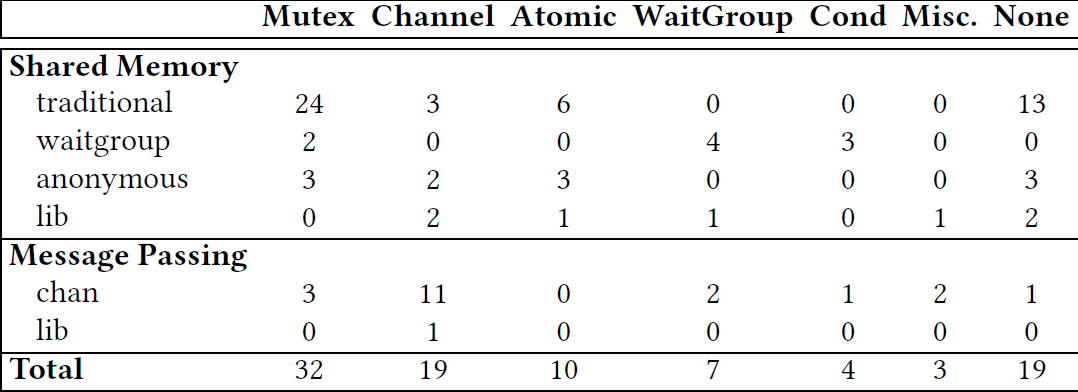 Mutex Channel Atomic WaitGroup Cond Misc. None
Shared Memory
traditional 24 3 6 0 0 0 13
waitgroup 2 0 0 4 3 0 0
anonymous 3 2 3 0 0 0 3
lib 0 2 1 1 0 1 2
Message Passing
chan 3 11 0 2 1 2 1
lib 0 1 0 0 0 0 0
Total 32 19 10 7 4 3 19